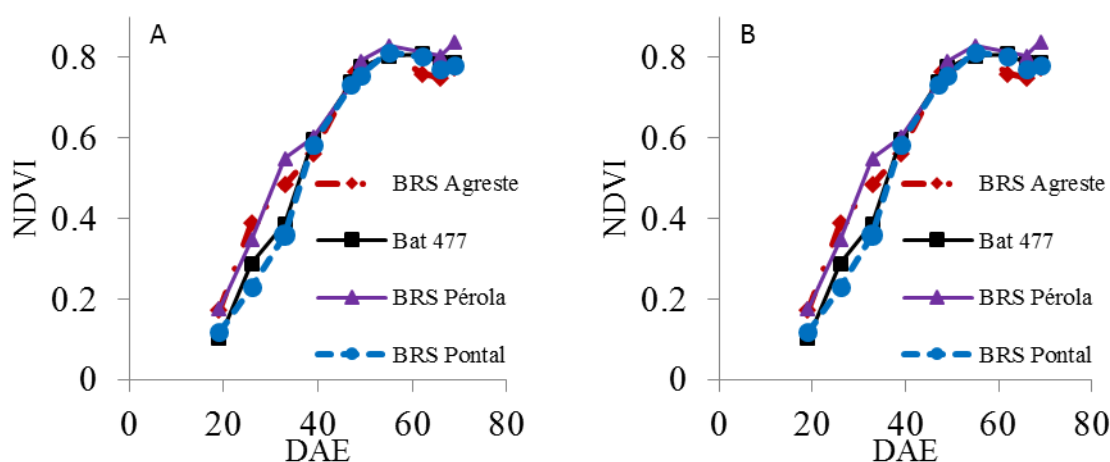 A
NDVI
0.8
0.6
0.4
0.2
0
0 20 40 60 80
DAE
BRS Agreste
Bat 477
BRS Pérola
BRS Pontal
B
NDVI
0.8
0.6
0.4
0.2
0
0 20 40 60 80
DAE
BRS Agreste
Bat 477
BRS Pérola
BRS Pontal